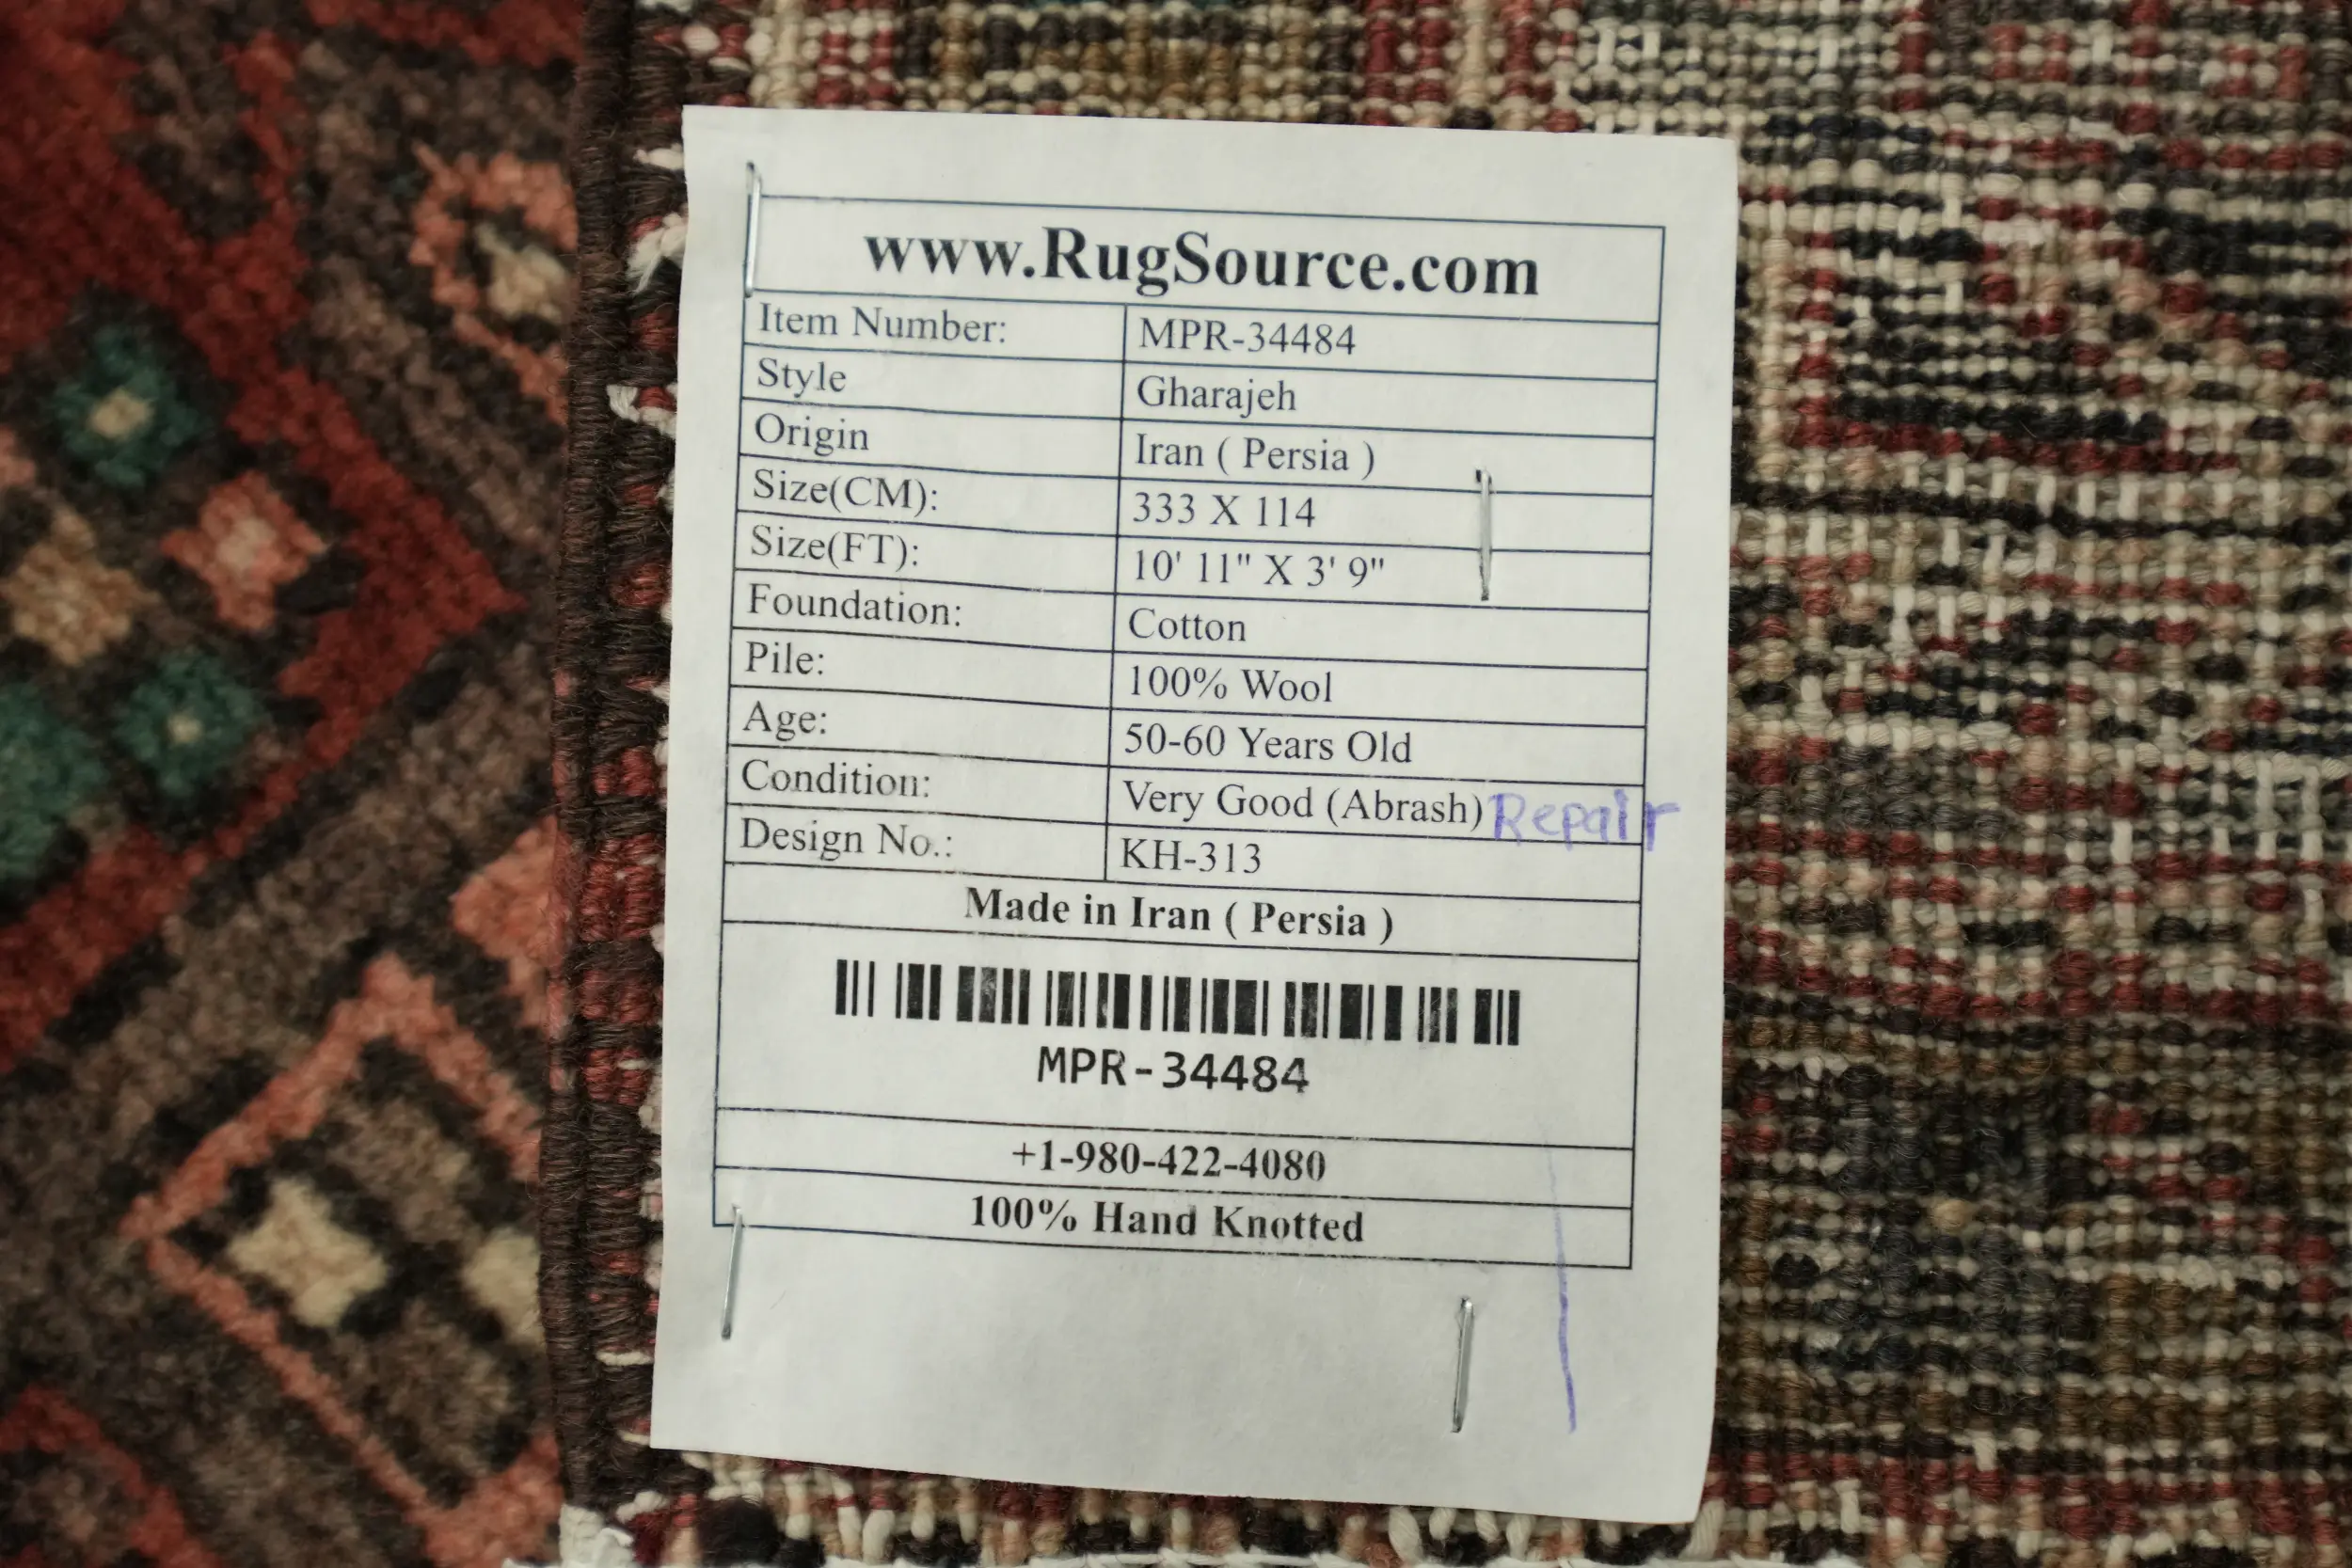 www.RugSource.com
Item Number: MPR-34484
Style Gharajeh
Origin Iran ( Persia )
Size(CM): 333 X 114
Size(FT): 10' 11" X 3' 9"
Foundation: Cotton
Pile: 100% Wool
Age: 50-60 Years Old
Condition: Very Good (Abrash) Repair
Design No.: KH-313
Made in Iran ( Persia )
MPR-34484
+1-980-422-4080
100% Hand Knotted